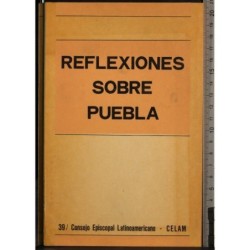 REFLEXIONES
SOBRE
PUEBLA
39/ Consejo Episcopal Latinoamericano - CELAM